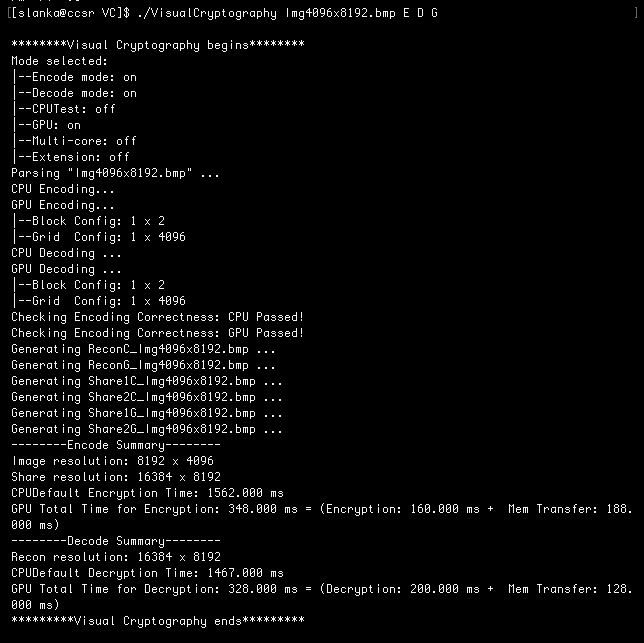 [[slanka@ccsr VC]$ ./VisualCryptography Img4096x8192.bmp E D G ]
********Visual Cryptography begins********
Mode selected:
|--Encode mode: on
|--Decode mode: on
|--CPUTest: off
|--GPU: on
|--Multi-core: off
|--Extension: off
Parsing "Img4096x8192.bmp" ...
CPU Encoding...
GPU Encoding...
|--Block Config: 1 x 2
|--Grid  Config: 1 x 4096
CPU Decoding ...
GPU Decoding ...
|--Block Config: 1 x 2
|--Grid  Config: 1 x 4096
Checking Encoding Correctness: CPU Passed!
Checking Encoding Correctness: GPU Passed!
Generating ReconC_Img4096x8192.bmp ...
Generating ReconG_Img4096x8192.bmp ...
Generating Share1C_Img4096x8192.bmp ...
Generating Share2C_Img4096x8192.bmp ...
Generating Share1G_Img4096x8192.bmp ...
Generating Share2G_Img4096x8192.bmp ...
--------Encode Summary--------
Image resolution: 8192 x 4096
Share resolution: 16384 x 8192
CPUDefault Encryption Time: 1562.000 ms
GPU Total Time for Encryption: 348.000 ms = (Encryption: 160.000 ms +  Mem Transfer: 188.
000 ms)
--------Decode Summary--------
Recon resolution: 16384 x 8192
CPUDefault Decryption Time: 1467.000 ms
GPU Total Time for Decryption: 328.000 ms = (Decryption: 200.000 ms +  Mem Transfer: 128.
000 ms)
*********Visual Cryptography ends*********